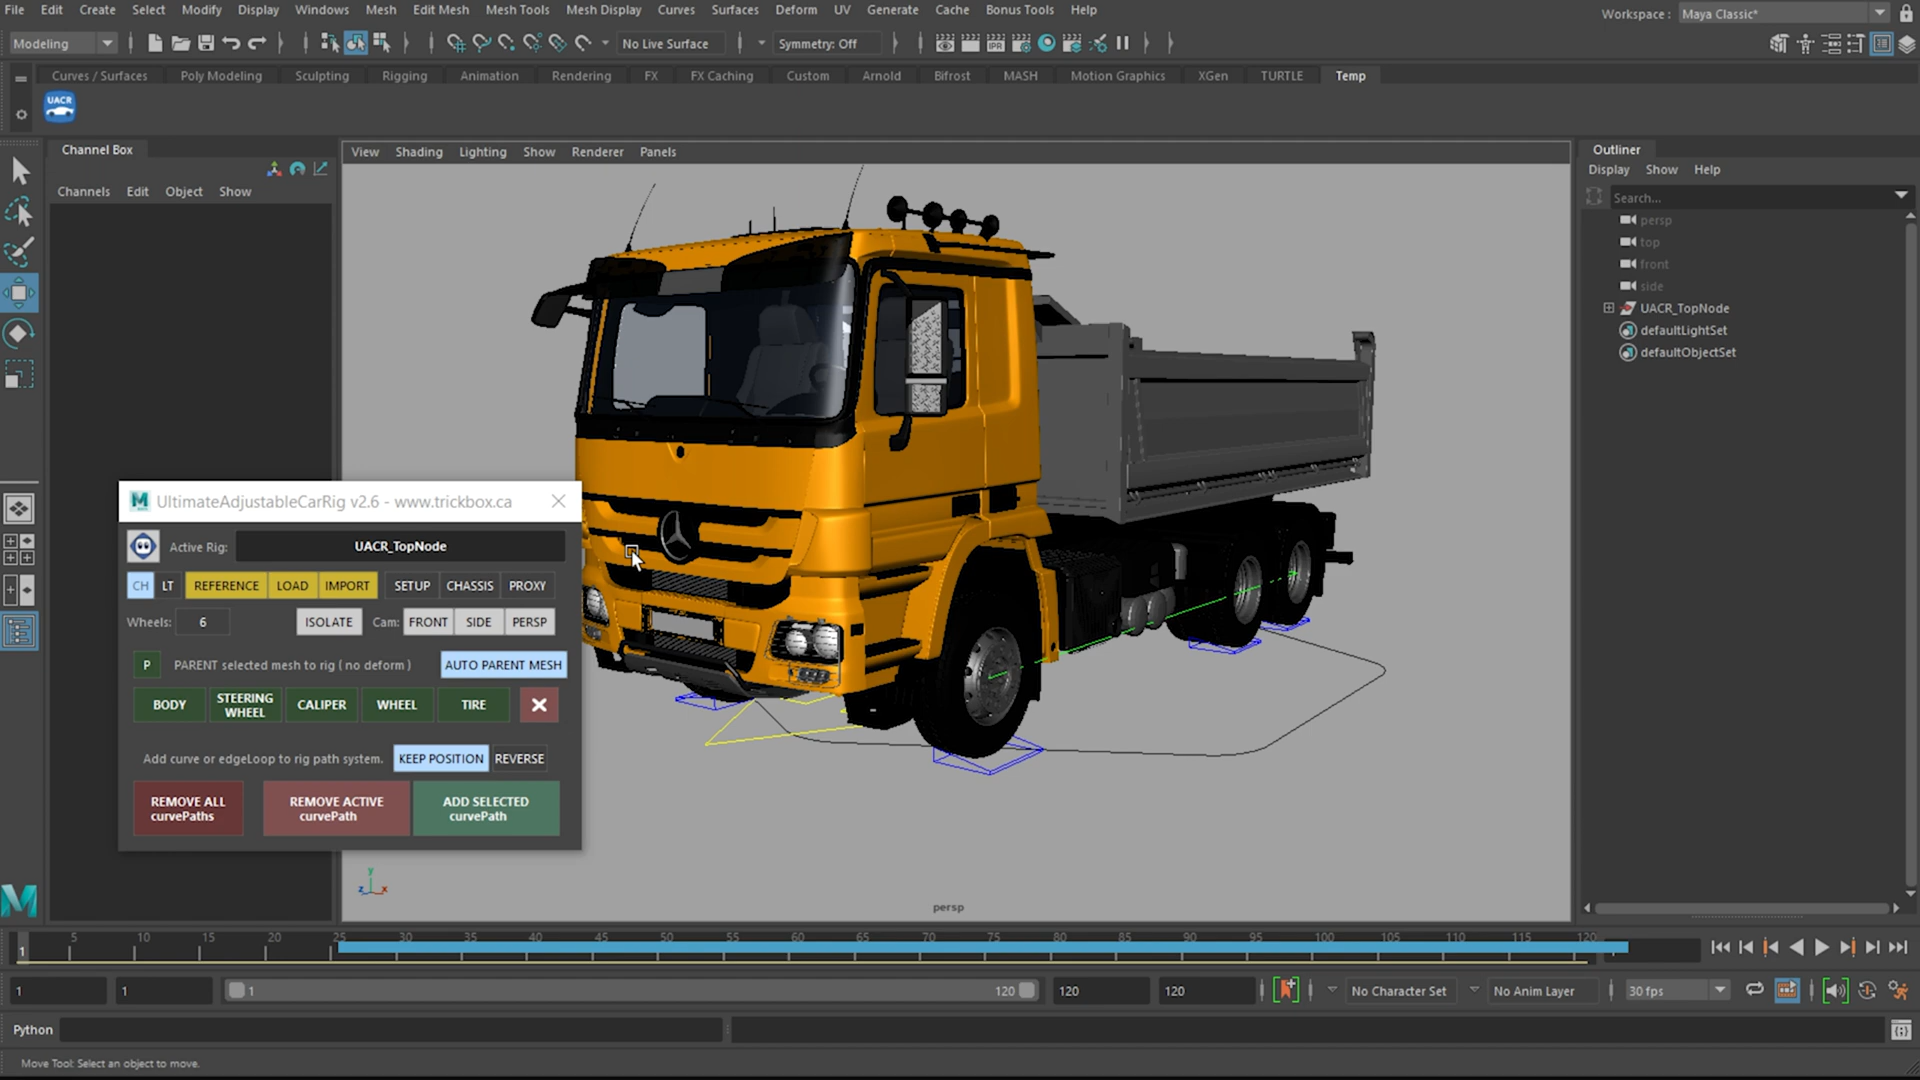 File Edit Create Select Modify Display Windows Mesh Edit Mesh Mesh Tools Mesh Display Curves Surfaces Deform UV Generate Cache Bonus Tools Help
Workspace : Maya Classic*
Modeling No Live Surface Symmetry: Off
IPR
Curves / Surfaces Poly Modeling Sculpting Rigging Animation Rendering FX FX Caching Custom Arnold Bifrost MASH Motion Graphics XGen TURTLE Temp
UACR
Channel Box
Channels Edit Object Show
View Shading Lighting Show Renderer Panels
Outliner
Display Show Help
Search...
persp
top
front
side
UACR_TopNode
defaultLightSet
defaultObjectSet
UltimateAdjustableCarRig v2.6 - www.trickbox.ca
Active Rig: UACR_TopNode
CH LT REFERENCE LOAD IMPORT SETUP CHASSIS PROXY
Wheels: 6 ISOLATE Cam: FRONT SIDE PERSP
P PARENT selected mesh to rig ( no deform ) AUTO PARENT MESH
BODY STEERING WHEEL CALIPER WHEEL TIRE
Add curve or edgeLoop to rig path system. KEEP POSITION REVERSE
REMOVE ALL curvePaths REMOVE ACTIVE curvePath ADD SELECTED curvePath
y
z x
persp
1 5 10 15 20 25 30 35 40 45 50 55 60 65 70 75 80 85 90 95 100 105 110 115 120
1 1 1 120 120 120 No Character Set No Anim Layer 30 fps
Python
Move Tool: Select an object to move.